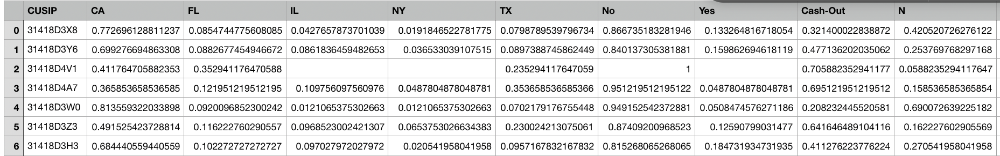 CUSIP CA FL IL NY TX No Yes Cash-Out N
0 31418D3X8 0.772696128811237 0.0854744775608085 0.0427657873701039 0.0191846522781775 0.0798789539796734 0.866735183281946 0.133264816718054 0.321400022838872 0.420520726276122
1 31418D3Y6 0.699276694863308 0.0882677454946672 0.0861836459482653 0.036533039107515 0.0897388745862449 0.840137305381881 0.159862694618119 0.477136202035062 0.253769768297168
2 31418D4V1 0.411764705882353 0.352941176470588 0.235294117647059 1 0.705882352941177 0.0588235294117647
3 31418D4A7 0.365853658536585 0.121951219512195 0.109756097560976 0.0487804878048781 0.353658536585366 0.951219512195122 0.0487804878048781 0.695121951219512 0.158536585365854
4 31418D3W0 0.813559322033898 0.0920096852300242 0.0121065375302663 0.0121065375302663 0.0702179176755448 0.949152542372881 0.0508474576271186 0.208232445520581 0.690072639225182
5 31418D3Z3 0.491525423728814 0.116222760290557 0.0968523002421307 0.0653753026634383 0.230024213075061 0.87409200968523 0.12590799031477 0.641646489104116 0.162227602905569
6 31418D3H3 0.684440559440559 0.102272727272727 0.097027972027972 0.020541958041958 0.0957167832167832 0.815268065268065 0.184731934731935 0.411276223776224 0.270541958041958